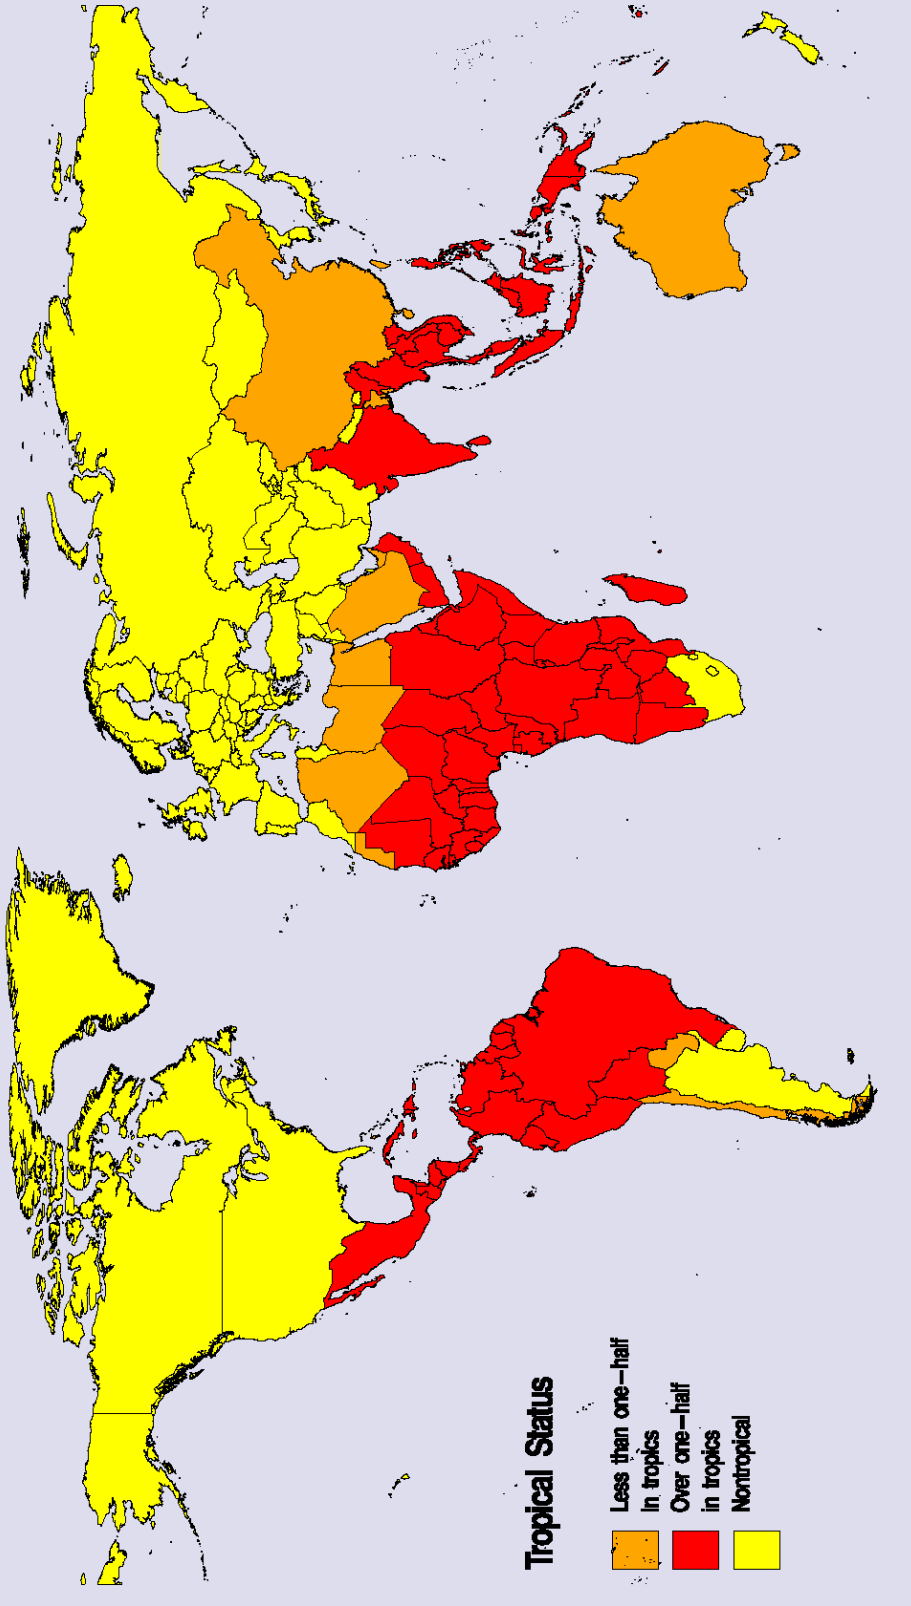 Tropical Status
Less than one-half
In tropics
Over one-half
in tropics
Nontropical